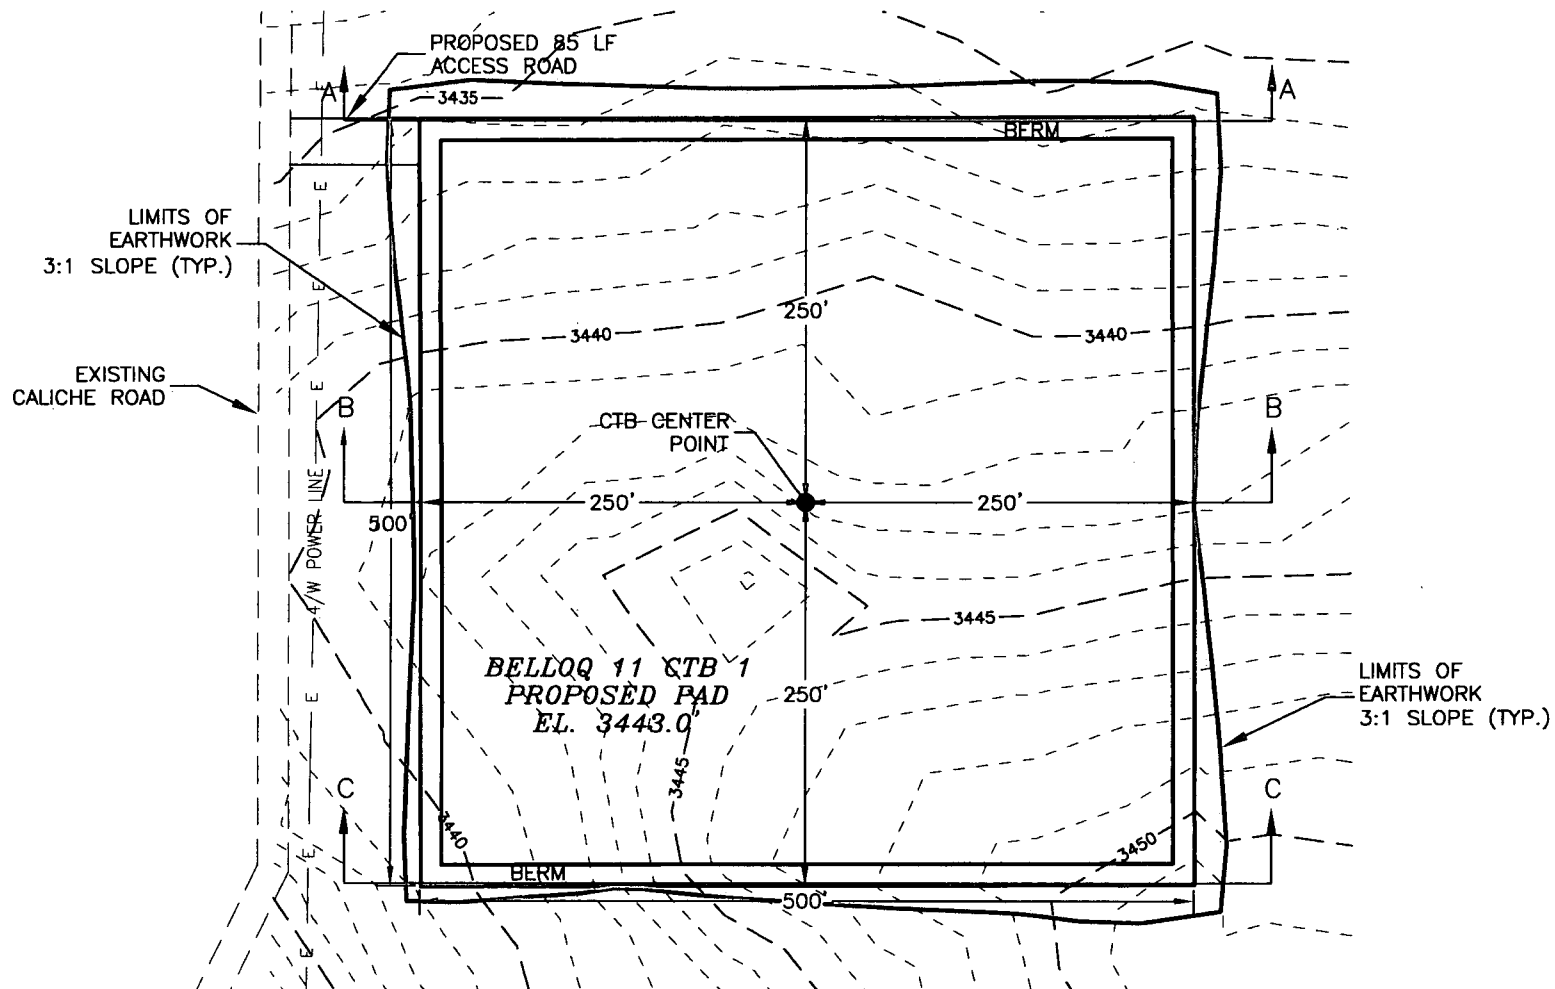 PROPOSED 85 LF
ACCESS ROAD
A
A
3435
BERM
E
E
LIMITS OF
EARTHWORK
3:1 SLOPE (TYP.)
E
250'
3440
3440
EXISTING
CALICHE ROAD
E
B
B
CTB CENTER
POINT
E
250'
250'
500'
4/W POWER LINE
3445
E
BELLOQ 11 CTB 1
PROPOSED PAD
EL. 3443.0'
250'
LIMITS OF
EARTHWORK
3:1 SLOPE (TYP.)
E
E
3445
C
C
3440
3450
E
BERM
500'
E